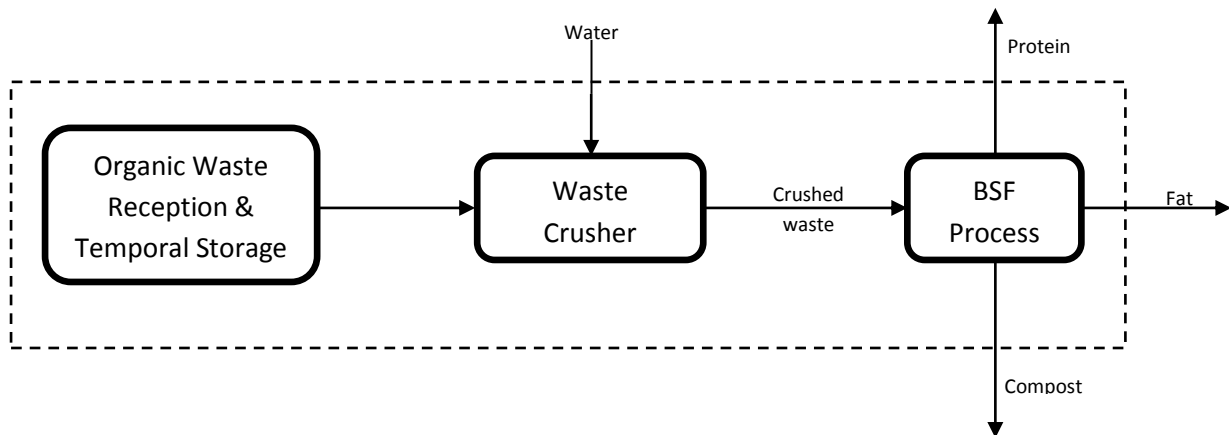 Water
Protein
Organic Waste
Reception &
Temporal Storage
Waste
Crusher
Crushed
waste
BSF
Process
Fat
Compost